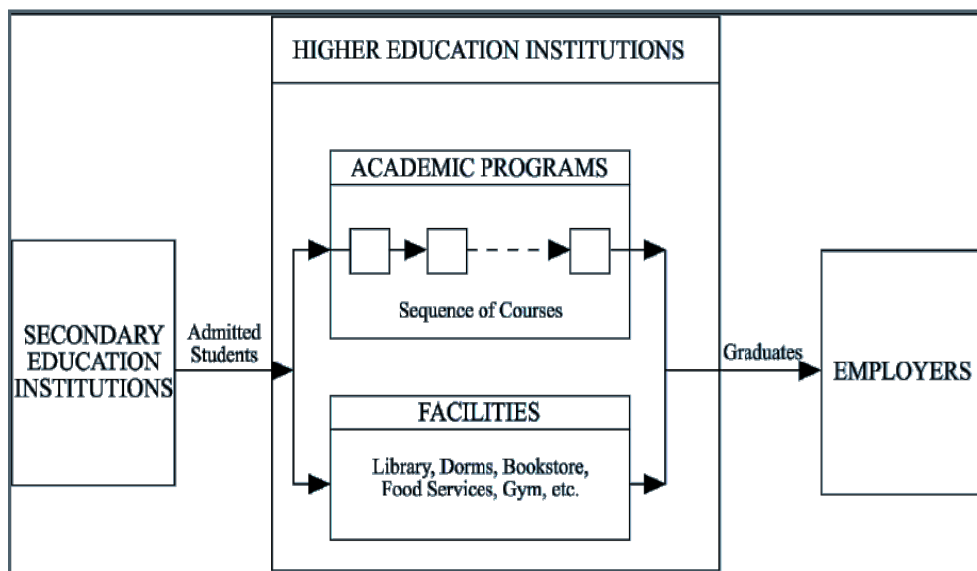 HIGHER EDUCATION INSTITUTIONS
ACADEMIC PROGRAMS
Sequence of Courses
SECONDARY
EDUCATION
INSTITUTIONS
Admitted
Students
Graduates
EMPLOYERS
FACILITIES
Library, Dorms, Bookstore,
Food Services, Gym, etc.